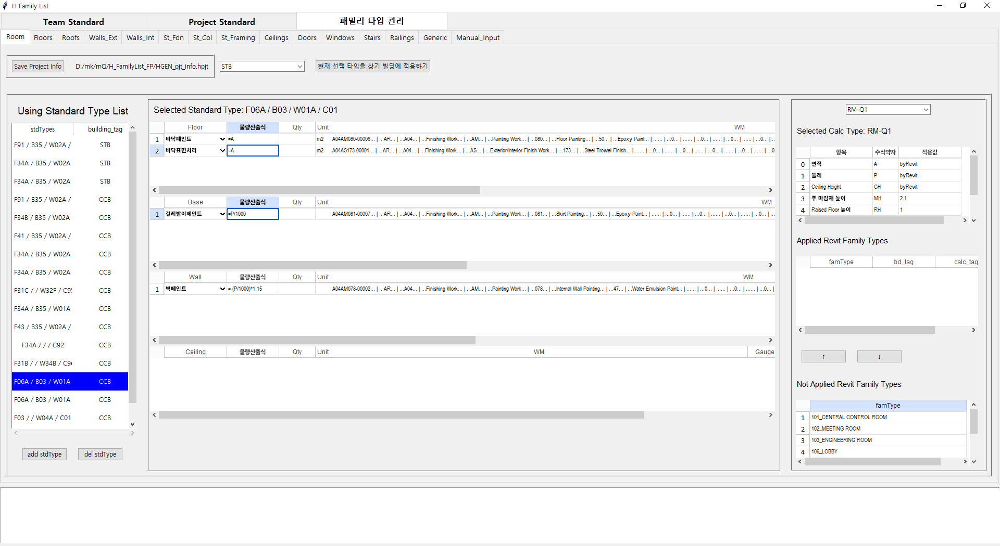 H Family List
Team Standard Project Standard 패밀리 타입 관리
Room Floors Roofs Walls_Ext Walls_Int St_Fdn St_Col St_Framing Ceilings Doors Windows Stairs Railings Generic Manual_Input
Save Project Info D:/mk/mQ/H_FamilyList_FP/HGEN_pjt_info.hpjt STB 현재 선택 타입을 상기 빌딩에 적용하기
Using Standard Type List
stdTypes building_tag
F91 / B35 / W02A / STB
F34A / B35 / W02A STB
F34A / B35 / W02A STB
F91 / B35 / W02A / CCB
F34B / B35 / W02A CCB
F41 / B35 / W02A / CCB
F34A / B35 / W02A CCB
F34A / B35 / W02A CCB
F31C / / W32F / C9 CCB
F34A / B35 / W01A CCB
F43 / B35 / W02A / CCB
F34A / / / C92 CCB
F31B / / W34B / C9 CCB
F06A / B03 / W01A CCB
F06A / B03 / W01A CCB
F03 / / W04A / C01 CCB
add stdType del stdType
Selected Standard Type: F06A / B03 / W01A / C01
Floor 물량산출식 Qty Unit WM
1 바닥페인트 =A m2 A04AM080-00006... | ...AR... | ...A04... | ...Finishing Work... | ...AM... | ...Painting Work... | ...080... | ...Floor Painting... | ...50... | ...Epoxy Paint... | ...... | ...0... | ...... | ...0... | ...... | ...0... | ...... | ...0... | ...
2 바닥표면처리 =A m2 A04AS173-00001... | ...AR... | ...A04... | ...Finishing Work... | ...AS... | ...Exterior/Interior Finish Work... | ...173... | ...Steel Trowel Finish... | ...... | ...0... | ...... | ...0... | ...... | ...0... | ...... | ...0... | ...... | ...0
Base 물량산출식 Qty Unit WM
1 걸레받이페인트 =P/1000 A04AM081-00007... | ...AR... | ...A04... | ...Finishing Work... | ...AM... | ...Painting Work... | ...081... | ...Skirt Painting... | ...50... | ...Epoxy Paint... | ...... | ...0... | ...... | ...0... | ...... | ...0... | ...... | ...0... | ...
Wall 물량산출식 Qty Unit WM
1 벽페인트 = (P/1000)*1.15 A04AM078-00002... | ...AR... | ...A04... | ...Finishing Work... | ...AM... | ...Painting Work... | ...078... | ...Internal Wall Painting... | ...47... | ...Water Emulsion Paint... | ...... | ...0... | ...... | ...0... | ...... | ...0... |
Ceiling 물량산출식 Qty Unit WM Gauge
RM-Q1
Selected Calc Type: RM-Q1
항목 수식약자 적용값
0 면적 A byRevit
1 둘레 P byRevit
2 Ceiling Height CH byRevit
3 주 마감재 높이 MH 2.1
4 Raised Floor 높이 RH 1
Applied Revit Family Types
famType bd_tag calc_tag
↑ ↓
Not Applied Revit Family Types
famType
1 101_CENTRAL CONTROL ROOM
2 102_MEETING ROOM
3 103_ENGINEERING ROOM
4 106_LOBBY